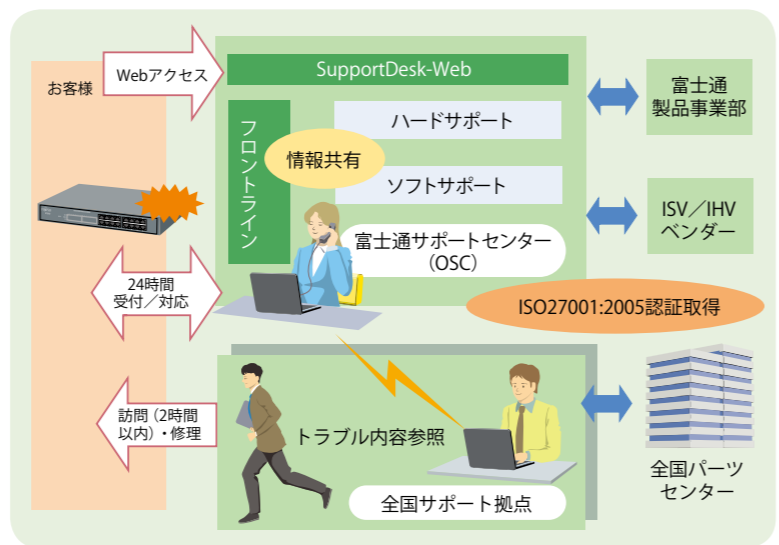 お客様
Webアクセス
SupportDesk-Web
フロントライン
ハードサポート
情報共有
ソフトサポート
富士通サポートセンター
（OSC）
富士通
製品事業部
ISV／IHV
ベンダー
24時間
受付／対応
ISO27001:2005認証取得
訪問（2時間
以内）・修理
トラブル内容参照
全国サポート拠点
全国パーツ
センター